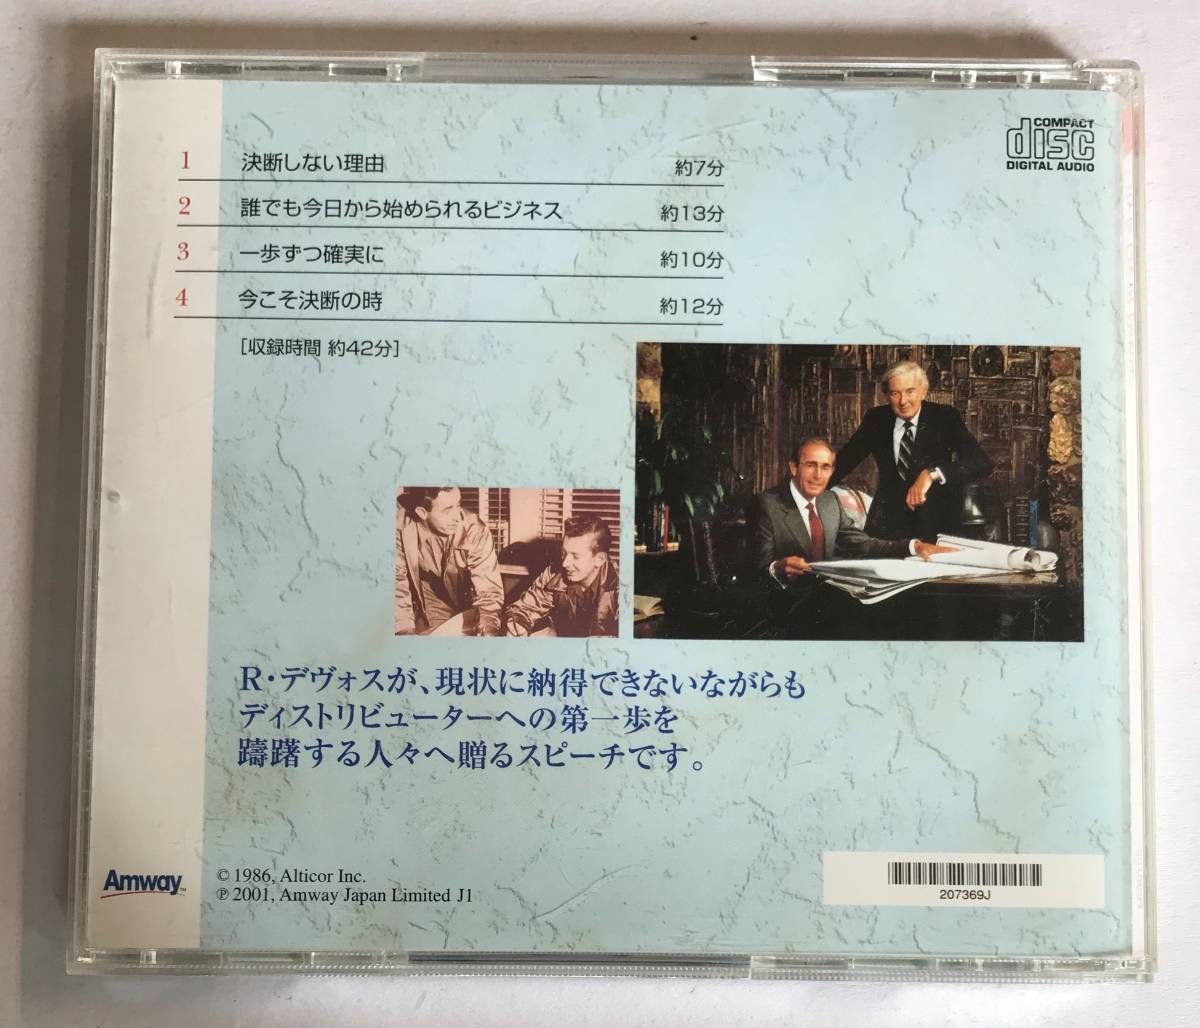 COMPACT
disc
DIGITAL AUDIO
1 決断しない理由 約7分
2 誰でも今日から始められるビジネス 約13分
3 一歩ずつ確実に 約10分
4 今こそ決断の時 約12分
[収録時間 約42分]
R・デヴォスが、現状に納得できないながらも
ディストリビューターへの第一歩を
躊躇する人々へ贈るスピーチです。
Amway™
© 1986, Alticor Inc.
℗ 2001, Amway Japan Limited J1
207369J